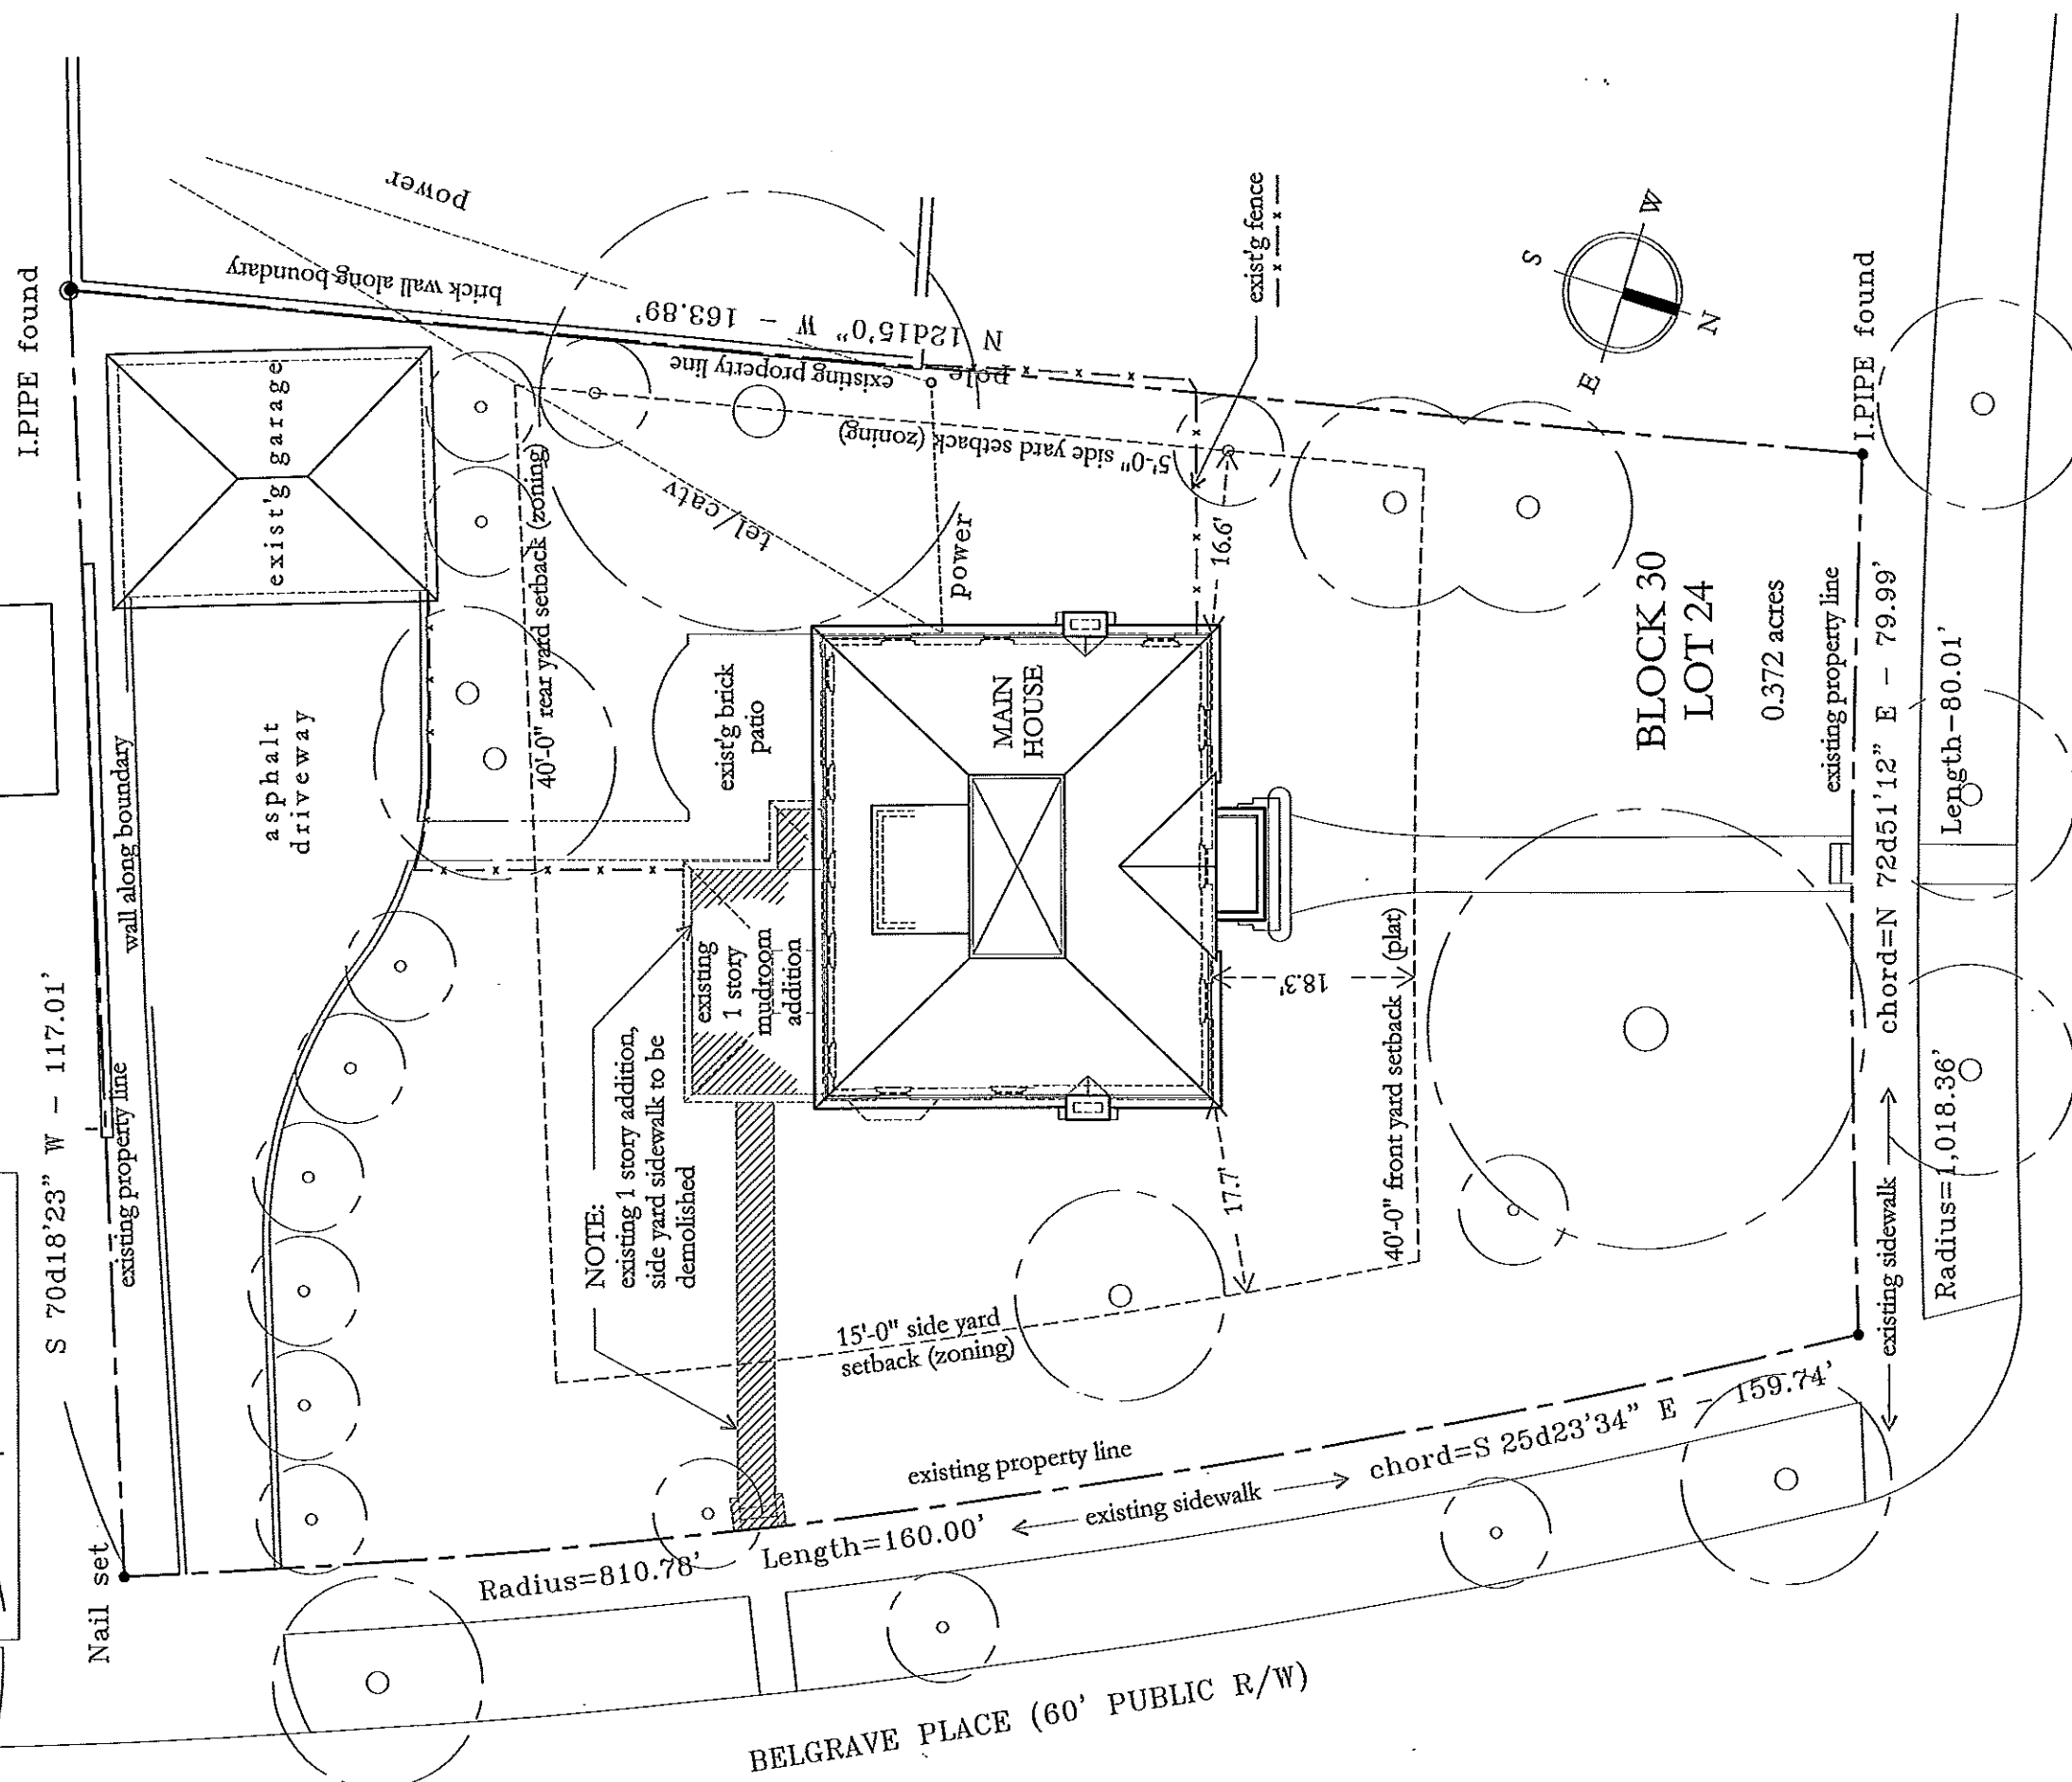 I.PIPE found
power
brick wall along boundary
N 12d15'0" W - 163.89'
existing property line
pole
exist'g fence
S
W
N
E
I.PIPE found
exist'g garage
40'-0" rear yard setback (zoning)
5'-0" side yard setback (zoning)
tel/catv
power
16.6'
BLOCK 30
LOT 24
0.372 acres
existing property line
chord=N 72d51'12" E - 79.99'
Length-80.01'
Radius=1,018.36'
existing sidewalk
asphalt
driveway
wall along boundary
existing property line
S 70d18'23" W - 117.01'
exist'g brick
patio
MAIN
HOUSE
existing
1 story
mudroom
addition
18.3'
40'-0" front yard setback (plat)
NOTE:
existing 1 story addition,
side yard sidewalk to be
demolished
17.7'
15'-0" side yard
setback (zoning)
existing property line
existing sidewalk
chord=S 25d23'34" E - 159.74'
Radius=810.78'
Length=160.00'
Nail set
BELGRAVE PLACE (60' PUBLIC R/W)